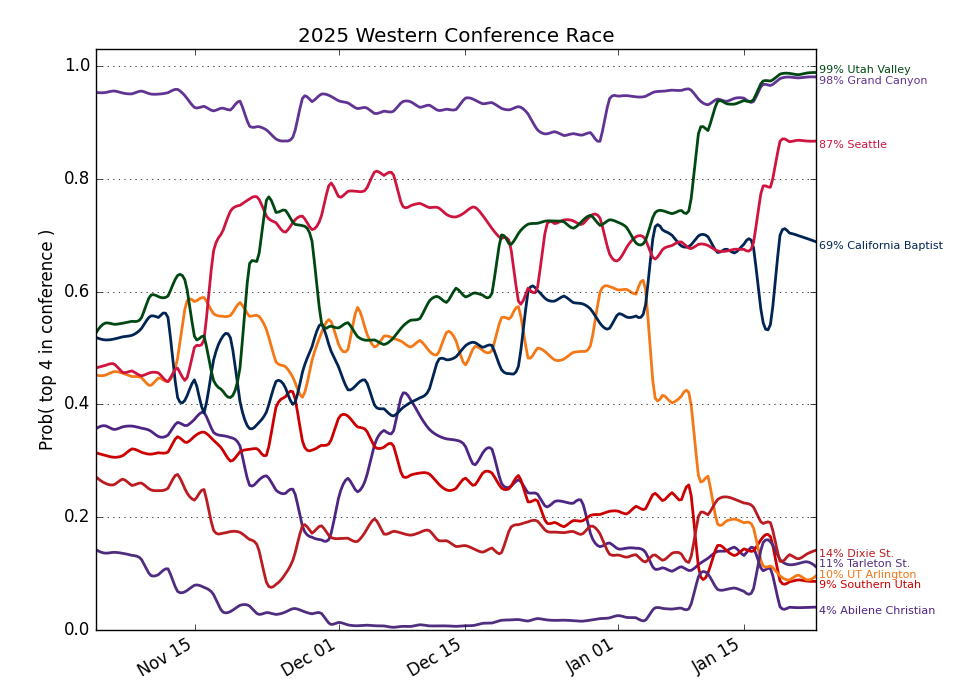 2025 Western Conference Race
Prob( top 4 in conference )
1.0
0.8
0.6
0.4
0.2
0.0
Nov 15
Dec 01
Dec 15
Jan 01
Jan 15
99% Utah Valley
98% Grand Canyon
87% Seattle
69% California Baptist
14% Dixie St.
11% Tarleton St.
10% UT Arlington
9% Southern Utah
4% Abilene Christian